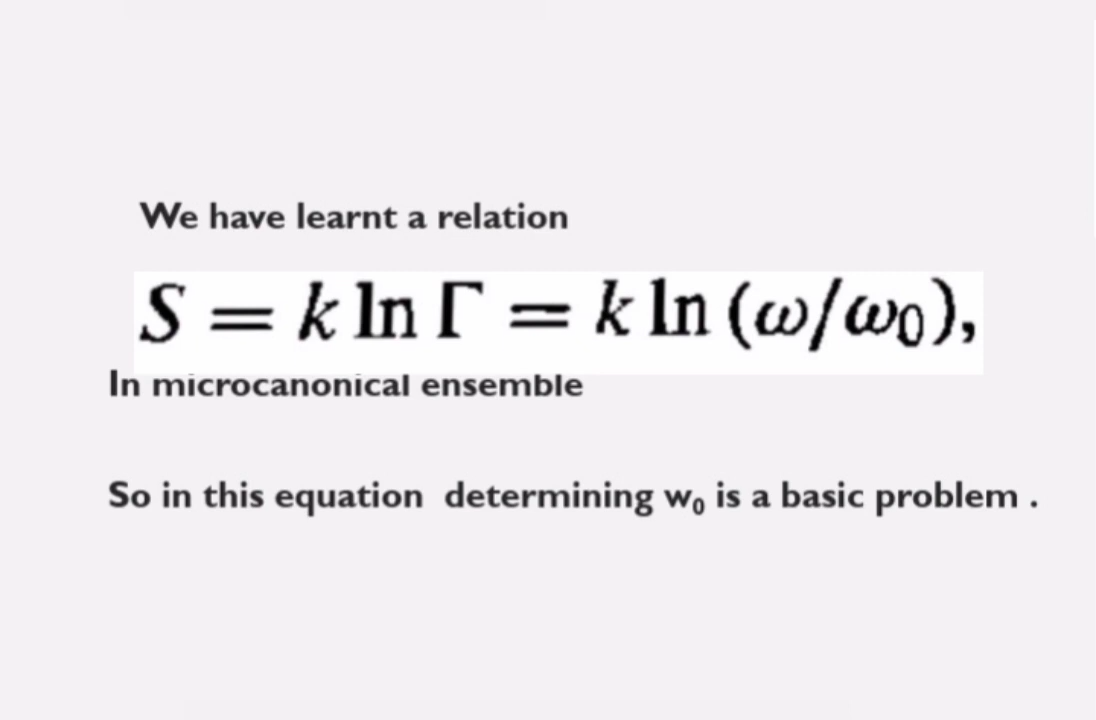 We have learnt a relation
S = k ln Γ = k ln (ω/ω₀),
In microcanonical ensemble
So in this equation determining w₀ is a basic problem .